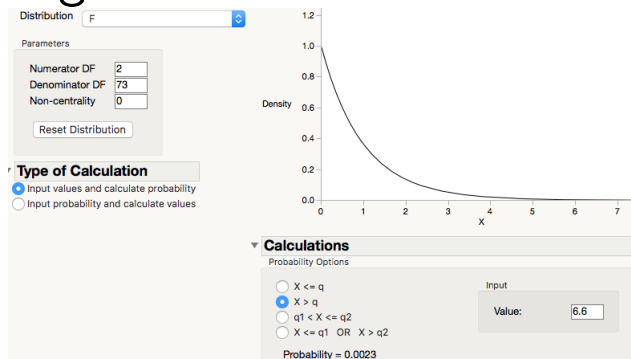 Distribution F
Parameters
Numerator DF 2
Denominator DF 73
Non-centrality 0
Reset Distribution
Type of Calculation
Input values and calculate probability
Input probability and calculate values
1.2
1.0
0.8
Density 0.6
0.4
0.2
0.0
0 1 2 3 4 5 6 7
X
Calculations
Probability Options
X <= q
X > q
q1 < X <= q2
X <= q1 OR X > q2
Input
Value: 6.6
Probability = 0.0023